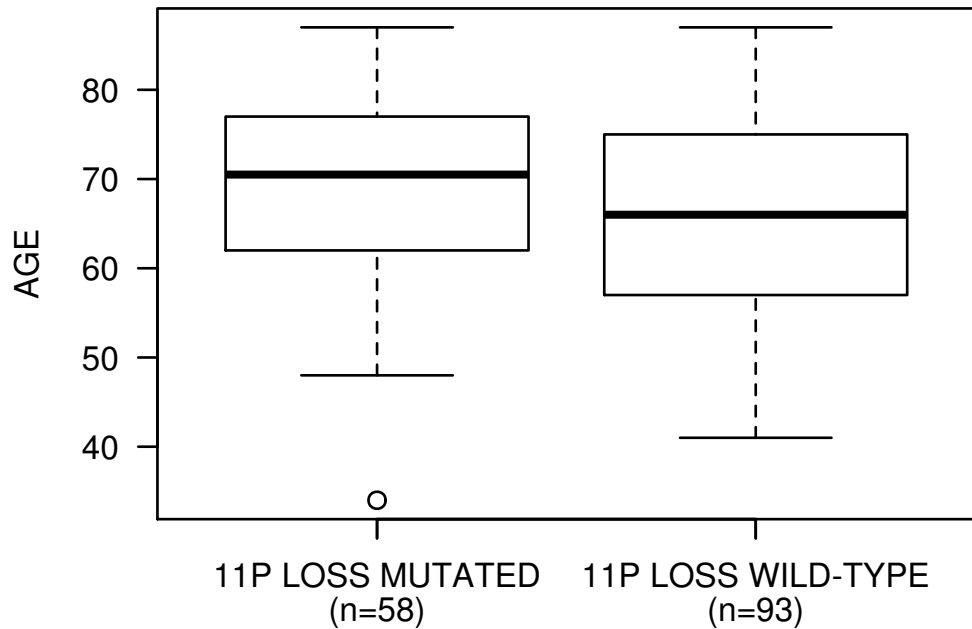 AGE
80
70
60
50
40
11P LOSS MUTATED
(n=58)
11P LOSS WILD-TYPE
(n=93)